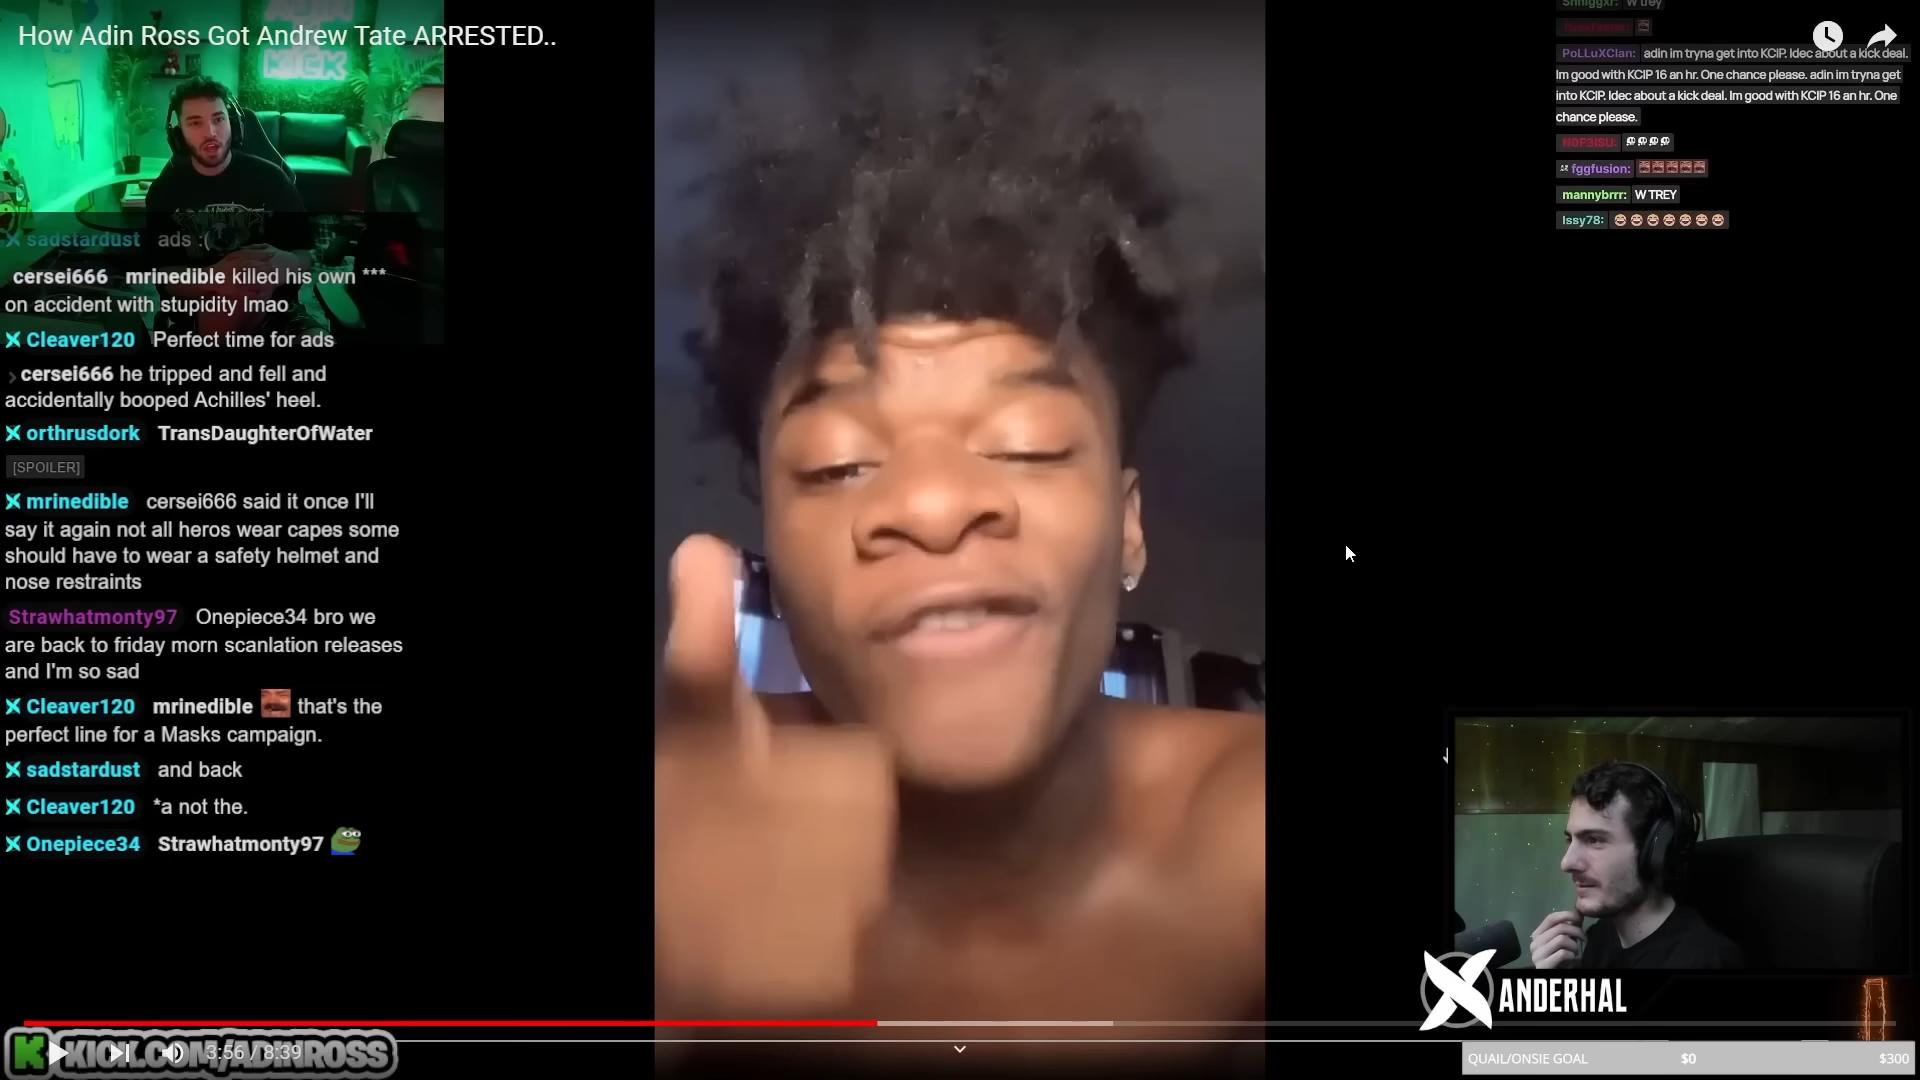 How Adin Ross Got Andrew Tate ARRESTED..
KICK
sadstardust ads :(
cersei666 mrinedible killed his own ***
on accident with stupidity lmao
Cleaver120 Perfect time for ads
cersei666 he tripped and fell and
accidentally booped Achilles' heel.
orthrusdork TransDaughterOfWater
[SPOILER]
mrinedible cersei666 said it once I'll
say it again not all heros wear capes some
should have to wear a safety helmet and
nose restraints
Strawhatmonty97 Onepiece34 bro we
are back to friday morn scanlation releases
and I'm so sad
Cleaver120 mrinedible that's the
perfect line for a Masks campaign.
sadstardust and back
Cleaver120 *a not the.
Onepiece34 Strawhatmonty97
W trey
PoLLuXClan: adin im tryna get into KCIP. Idec about a kick deal.
Im good with KCIP 16 an hr. One chance please. adin im tryna get
into KCIP. Idec about a kick deal. Im good with KCIP 16 an hr. One
chance please.
N0F3ISU:
fggfusion:
mannybrrr: W TREY
Issy78:
XANDERHAL
K KICK.COM/ADINROSS
3:56 / 8:39
QUAIL/ONSIE GOAL $0 $300